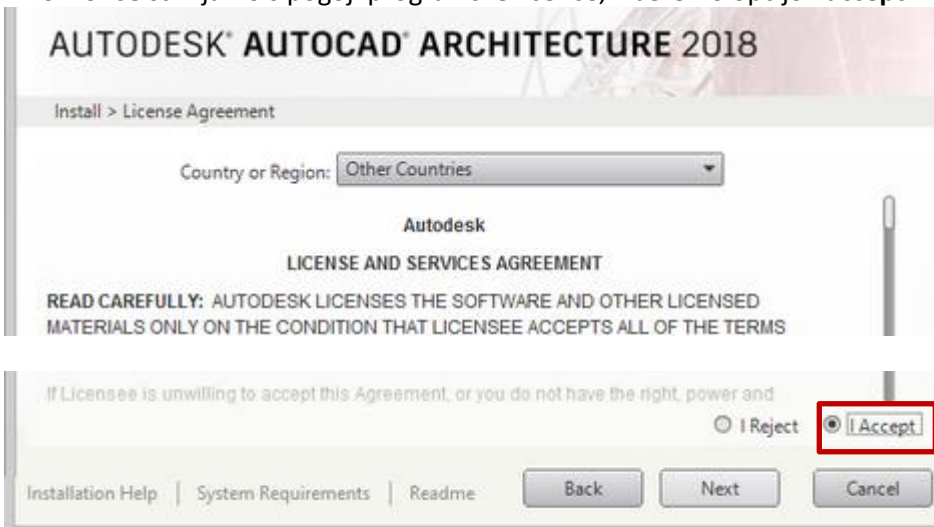 AUTODESK® AUTOCAD® ARCHITECTURE 2018
Install > License Agreement
Country or Region: Other Countries
Autodesk
LICENSE AND SERVICES AGREEMENT
READ CAREFULLY: AUTODESK LICENSES THE SOFTWARE AND OTHER LICENSED
MATERIALS ONLY ON THE CONDITION THAT LICENSEE ACCEPTS ALL OF THE TERMS
If Licensee is unwilling to accept this Agreement, or you do not have the right, power and
I Reject I Accept
Installation Help | System Requirements | Readme Back Next Cancel